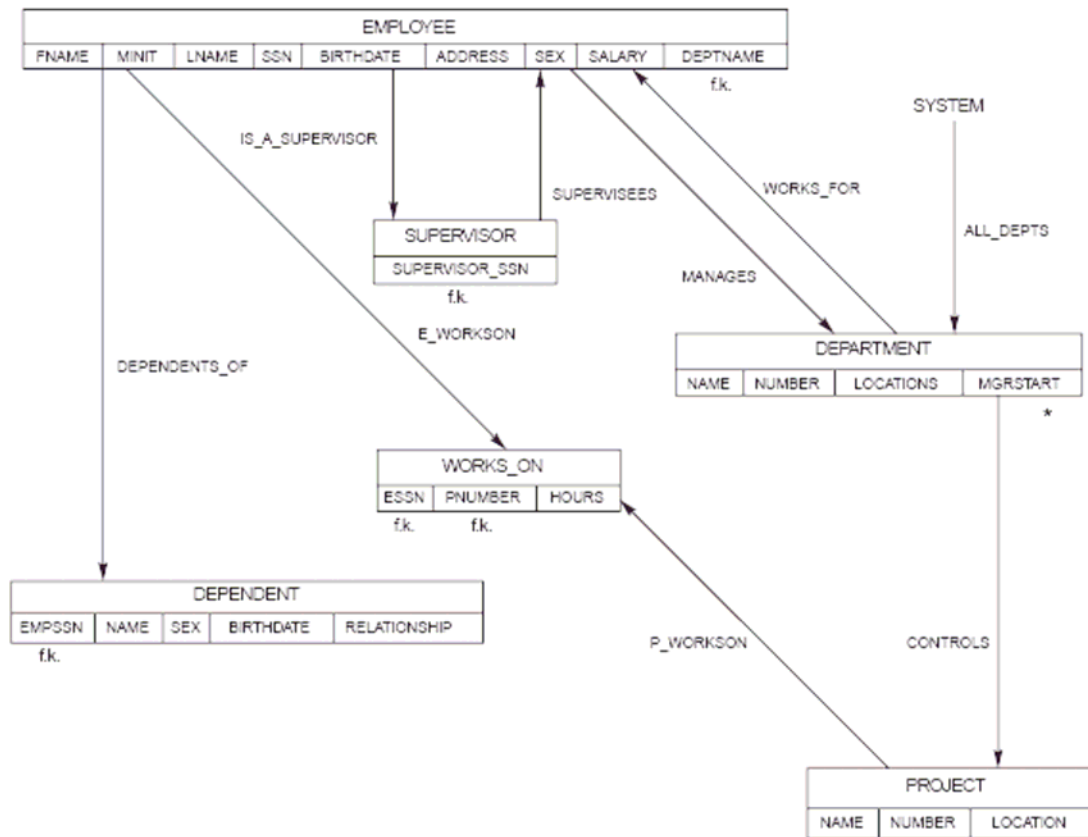 EMPLOYEE
FNAME MINIT LNAME SSN BIRTHDATE ADDRESS SEX SALARY DEPTNAME
f.k.
SYSTEM
IS_A_SUPERVISOR
SUPERVISEES
WORKS_FOR
SUPERVISOR
SUPERVISOR_SSN
f.k.
ALL_DEPTS
MANAGES
E_WORKSON
DEPARTMENT
NAME NUMBER LOCATIONS MGRSTART
*
DEPENDENTS_OF
WORKS_ON
ESSN PNUMBER HOURS
f.k. f.k.
DEPENDENT
EMPSSN NAME SEX BIRTHDATE RELATIONSHIP
f.k.
P_WORKSON
CONTROLS
PROJECT
NAME NUMBER LOCATION